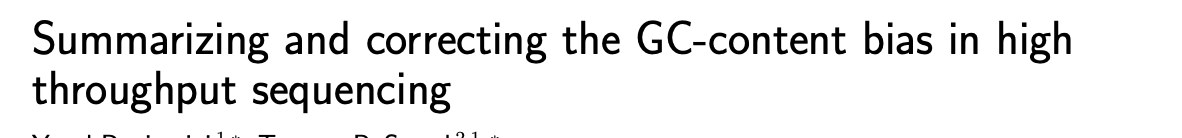 Summarizing and correcting the GC-content bias in high
throughput sequencing